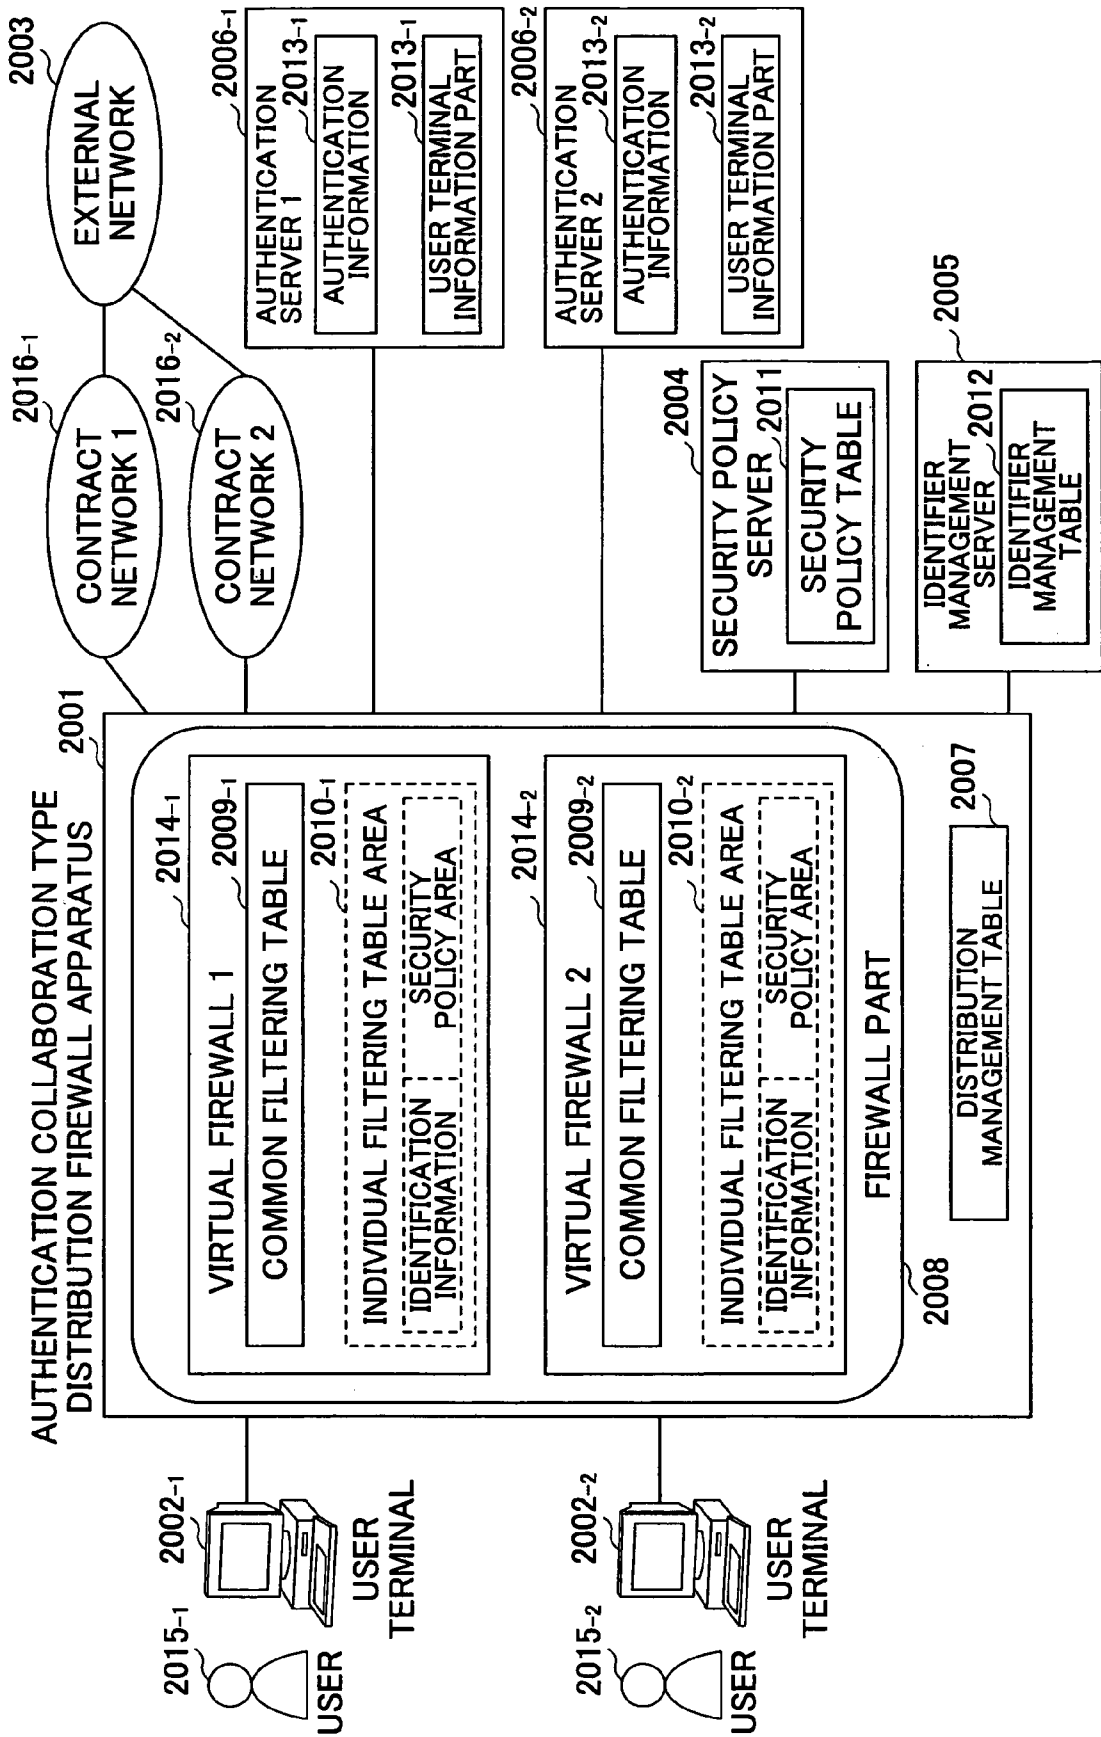 AUTHENTICATION COLLABORATION TYPE
DISTRIBUTION FIREWALL APPARATUS
2001
2015-1
USER
2002-1
USER
TERMINAL
2015-2
USER
2002-2
USER
TERMINAL
2014-1
VIRTUAL FIREWALL 1
2009-1
COMMON FILTERING TABLE
2010-1
INDIVIDUAL FILTERING TABLE AREA
IDENTIFICATION
INFORMATION
SECURITY
POLICY AREA
2014-2
VIRTUAL FIREWALL 2
2009-2
COMMON FILTERING TABLE
2010-2
INDIVIDUAL FILTERING TABLE AREA
IDENTIFICATION
INFORMATION
SECURITY
POLICY AREA
FIREWALL PART
2008
2007
DISTRIBUTION
MANAGEMENT TABLE
2016-1
CONTRACT
NETWORK 1
2016-2
CONTRACT
NETWORK 2
2003
EXTERNAL
NETWORK
2006-1
AUTHENTICATION
SERVER 1
2013-1
AUTHENTICATION
INFORMATION
2013-1
USER TERMINAL
INFORMATION PART
2006-2
AUTHENTICATION
SERVER 2
2013-2
AUTHENTICATION
INFORMATION
2013-2
USER TERMINAL
INFORMATION PART
2004
SECURITY POLICY
SERVER
2011
SECURITY
POLICY TABLE
2005
IDENTIFIER
MANAGEMENT
SERVER
2012
IDENTIFIER
MANAGEMENT
TABLE